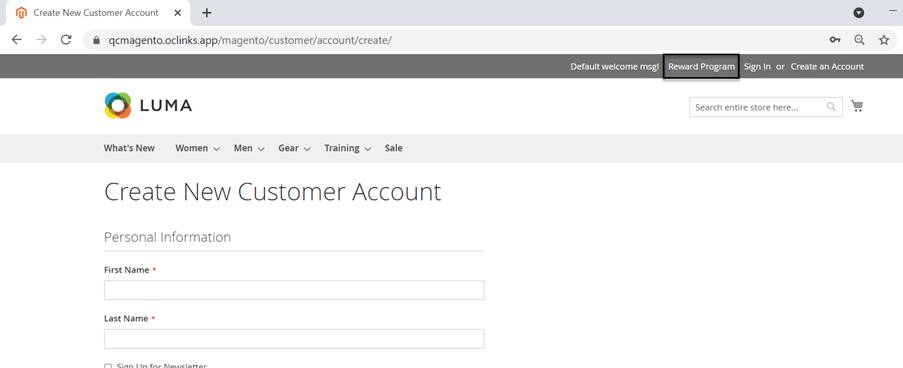 Create New Customer Account
qcmagento.oclinks.app/magento/customer/account/create/
Default welcome msg! Reward Program Sign In or Create an Account
LUMA
Search entire store here...
What's New Women Men Gear Training Sale
Create New Customer Account
Personal Information
First Name *
Last Name *
Sign Up for Newsletter